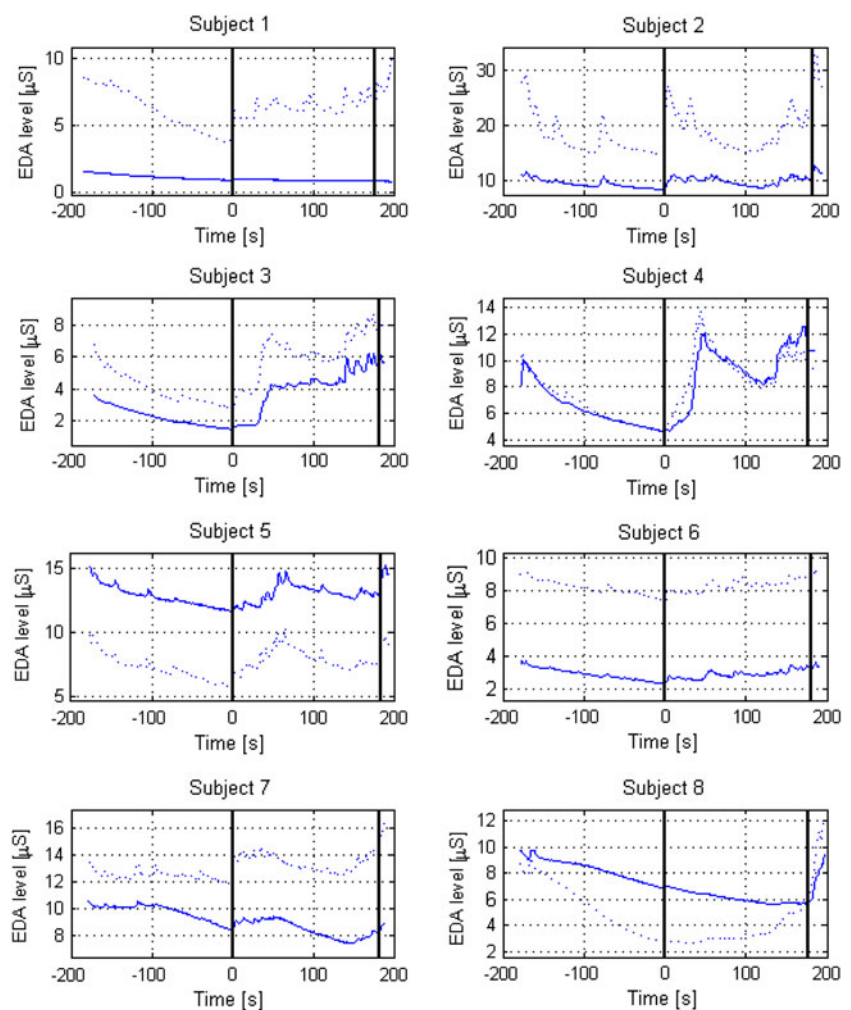 Subject 1
EDA level [µS]
10
5
0
-200 -100 0 100 200
Time [s]
Subject 2
EDA level [µS]
30
20
10
-200 -100 0 100 200
Time [s]
Subject 3
EDA level [µS]
8
6
4
2
-200 -100 0 100 200
Time [s]
Subject 4
EDA level [µS]
14
12
10
8
6
4
-200 -100 0 100 200
Time [s]
Subject 5
EDA level [µS]
15
10
5
-200 -100 0 100 200
Time [s]
Subject 6
EDA level [µS]
10
8
6
4
2
-200 -100 0 100 200
Time [s]
Subject 7
EDA level [µS]
16
14
12
10
8
-200 -100 0 100 200
Time [s]
Subject 8
EDA level [µS]
12
10
8
6
4
2
-200 -100 0 100 200
Time [s]